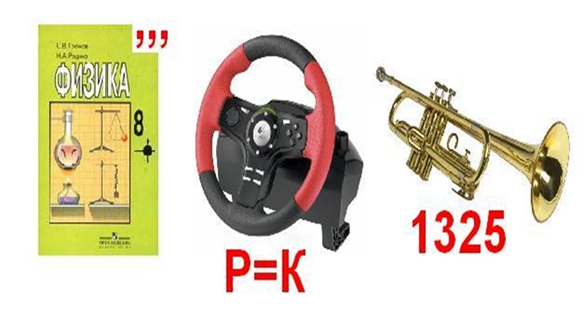 ,,,
С.В. Громов
Н.А. Родина
ФИЗИКА
8
Р=К
1325